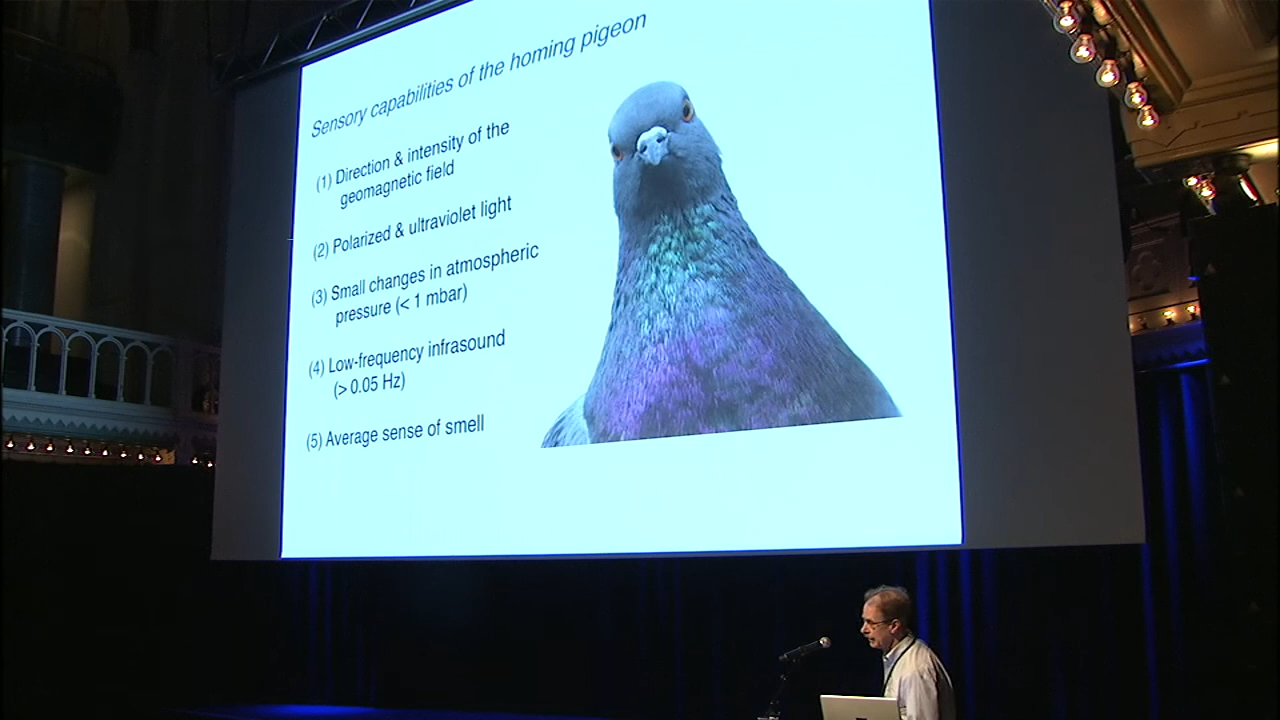 Sensory capabilities of the homing pigeon
(1) Direction & intensity of the
geomagnetic field
(2) Polarized & ultraviolet light
(3) Small changes in atmospheric
pressure (< 1 mbar)
(4) Low-frequency infrasound
(> 0.05 Hz)
(5) Average sense of smell